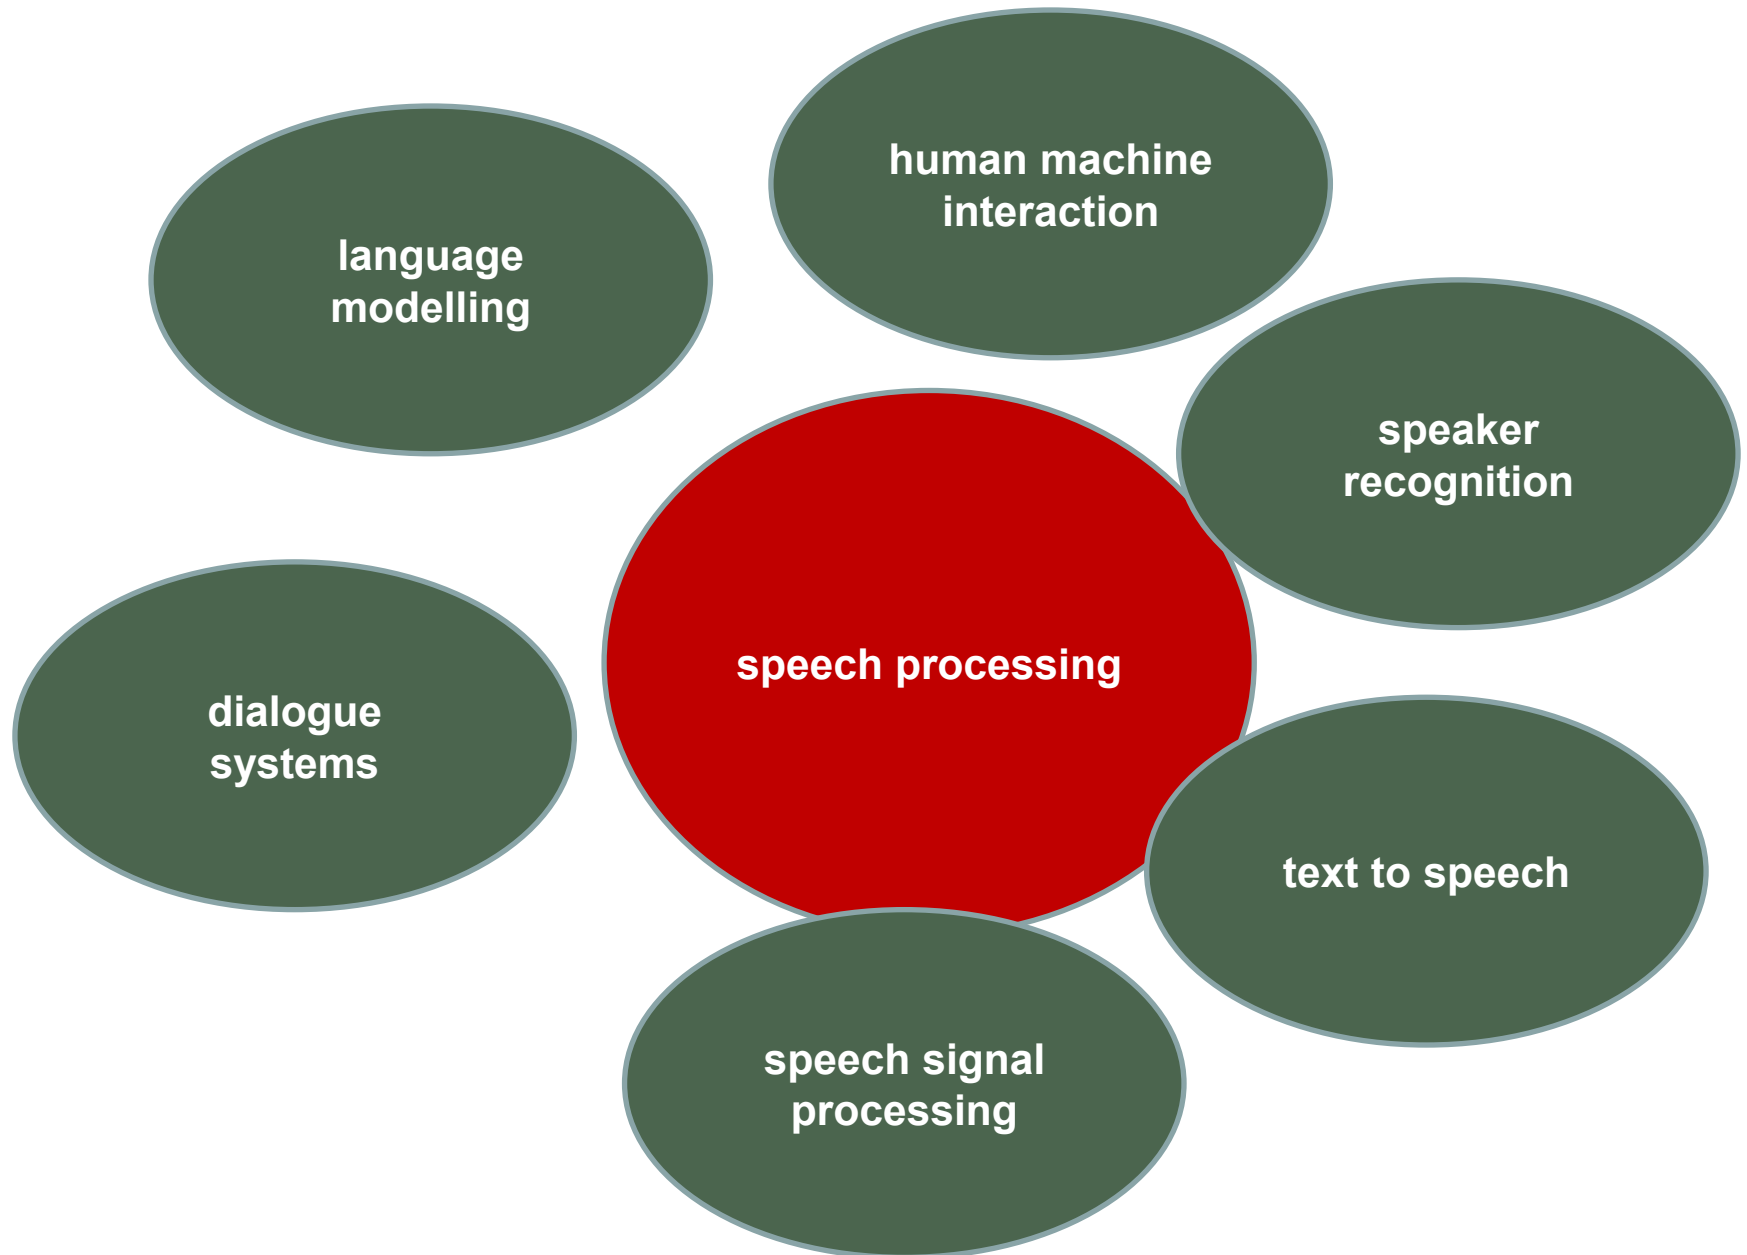 human machine
interaction
language
modelling
speaker
recognition
speech processing
dialogue
systems
text to speech
speech signal
processing